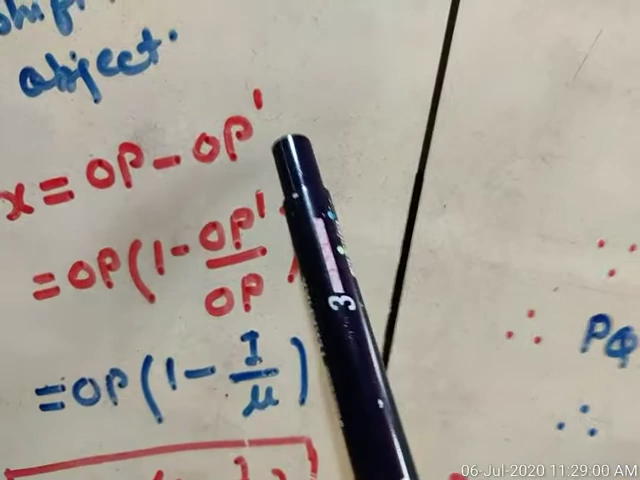 object.
x = OP - OP'
= OP(1 - OP'/OP)
= OP(1 - 1/μ)
3
PQ
∴
∴
06-Jul-2020 11:29:00 AM